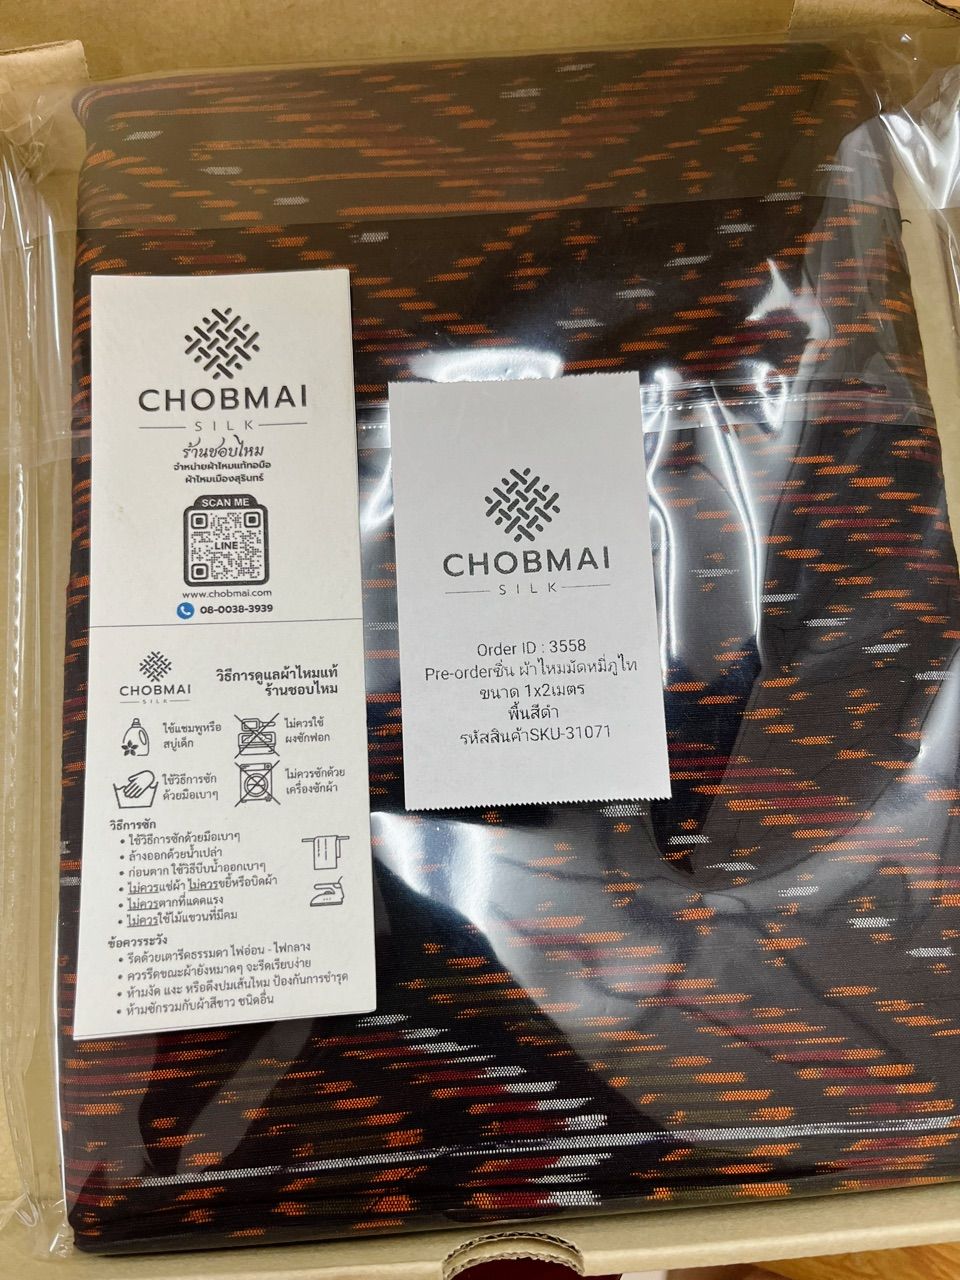 CHOBMAI
SILK
ร้านชอบไหม
จำหน่ายผ้าไหมแท้ทอมือ
ผ้าไหมเมืองสุรินทร์
SCAN ME
LINE
www.chobmai.com
08-0038-3939
CHOBMAI
SILK
วิธีการดูแลผ้าไหมแท้
ร้านชอบไหม
ใช้แชมพูหรือ
สบู่เด็ก
ไม่ควรใช้
ผงซักฟอก
ใช้วิธีการซัก
ด้วยมือเบาๆ
ไม่ควรซักด้วย
เครื่องซักผ้า
วิธีการซัก
• ใช้วิธีการซักด้วยมือเบาๆ
• ล้างออกด้วยน้ำเปล่า
• ก่อนตาก ใช้วิธีบีบน้ำออกเบาๆ
• ไม่ควรแช่ผ้า ไม่ควรขยี้หรือบิดผ้า
• ไม่ควรตากที่แดดแรง
• ไม่ควรใช้ไม้แขวนที่มีคม
ข้อควรระวัง
• รีดด้วยเตารีดธรรมดา ไฟอ่อน - ไฟกลาง
• ควรรีดขณะผ้ายังหมาดๆ จะรีดเรียบง่าย
• ห้ามงัด แงะ หรือดึงปมเส้นไหม ป้องกันการชำรุด
• ห้ามซักรวมกับผ้าสีขาว ชนิดอื่น
CHOBMAI
SILK
Order ID : 3558
Pre-orderซิ่น ผ้าไหมมัดหมี่ภูไท
ขนาด 1x2เมตร
พื้นสีดำ
รหัสสินค้าSKU-31071